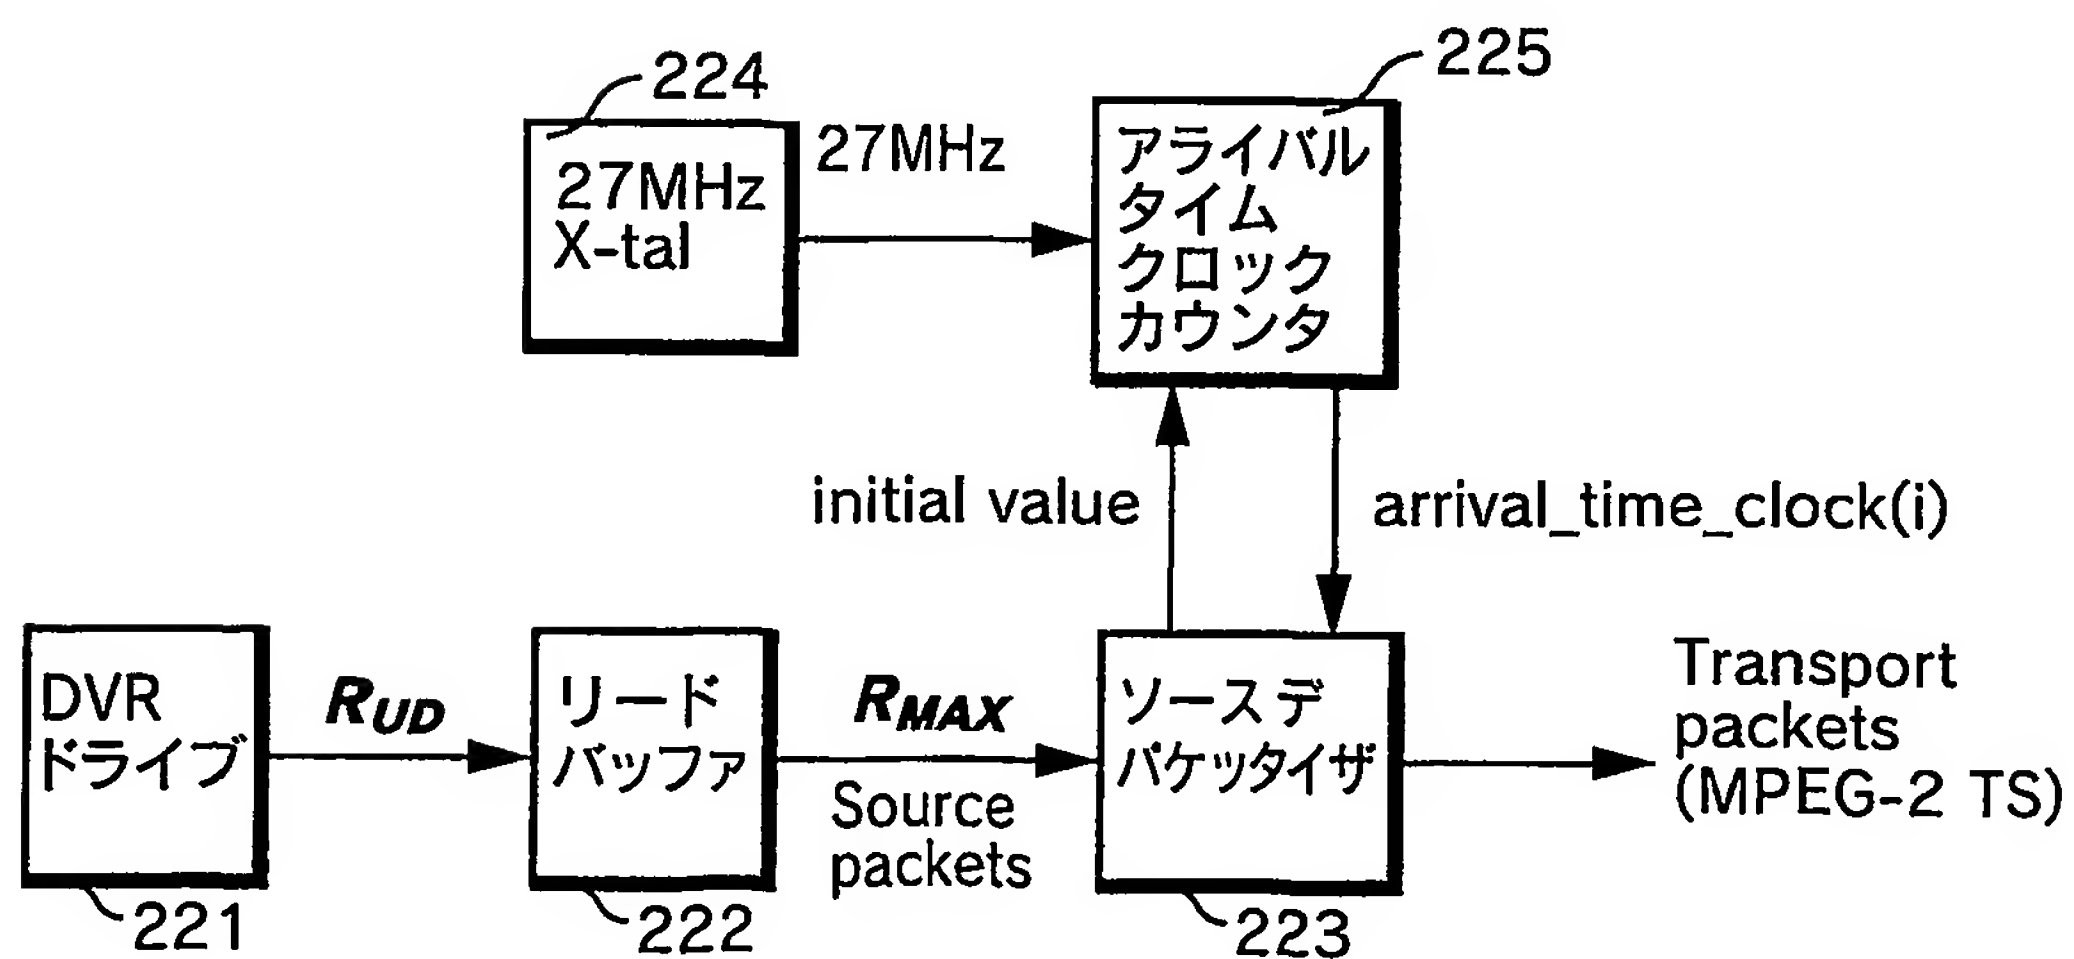 224
27MHz
X-tal
27MHz
225
アライバル
タイム
クロック
カウンタ
initial value
arrival_time_clock(i)
DVR
ドライブ
221
RUD
リード
バッファ
222
RMAX
Source
packets
ソースデ
パケッタイザ
223
Transport
packets
(MPEG-2 TS)